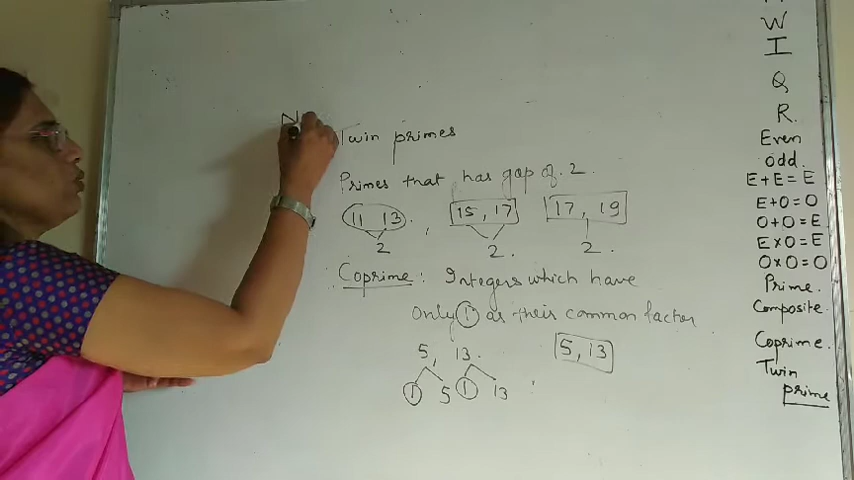 N
Twin primes
Primes that has gap of. 2.
11 13. , 15, 17 17, 19
2 2. 2.
Coprime: Integers which have
Only 1 as their common factor
5, 13. 5, 13
1 5 1 13
W
I
Q
R.
Even
odd.
E+E=E
E+O=O
O+O=E
E×O=E
O×O=O
Prime.
Composite.
Coprime.
Twin
prime